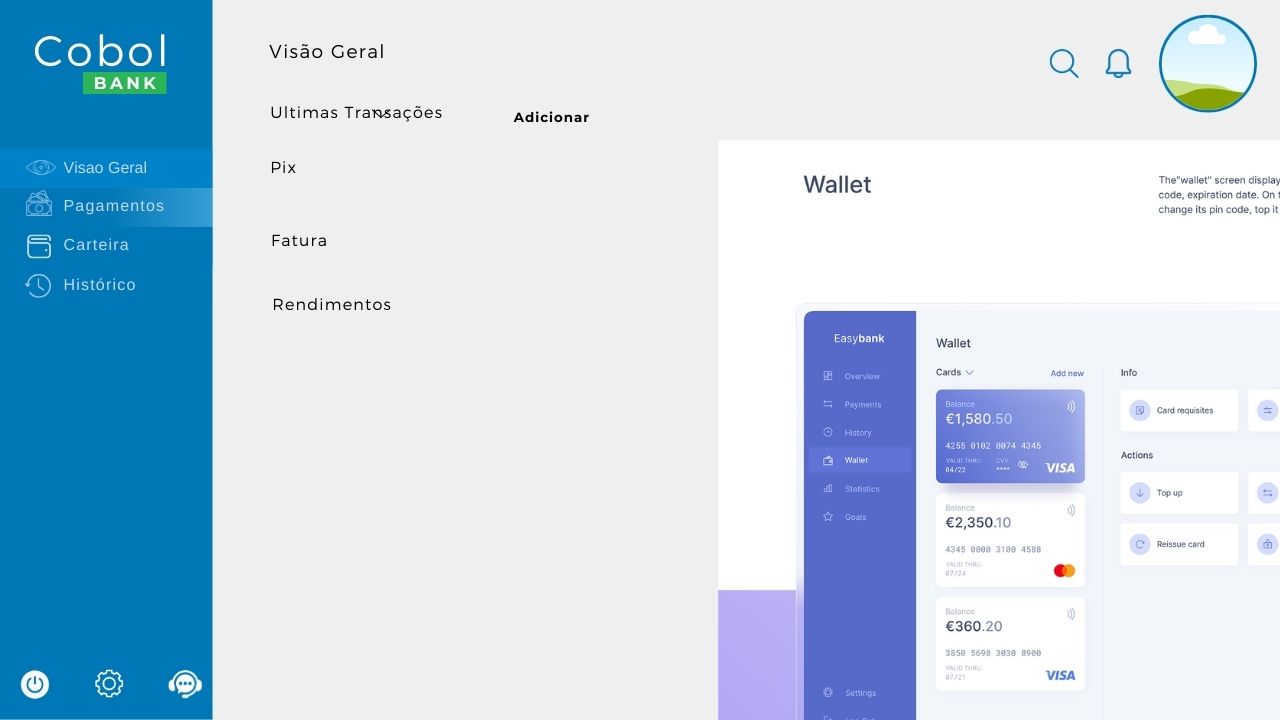 Cobol
BANK
Visao Geral
Pagamentos
Carteira
Histórico
Visão Geral
Ultimas Transações
Adicionar
Pix
Fatura
Rendimentos
Wallet
The"wallet" screen display
code, expiration date. On t
change its pin code, top it
Easybank
Overview
Payments
History
Wallet
Statistics
Goals
Settings
Wallet
Cards
Add new
Balance
€1,580.50
4255 0102 0074 4345
VALID THRU
04/22
CVV
****
VISA
Balance
€2,350.10
4345 0000 3100 4588
VALID THRU
07/24
Balance
€360.20
3850 5698 3030 8900
VALID THRU
07/21
VISA
Info
Card requisites
Actions
Top up
Reissue card